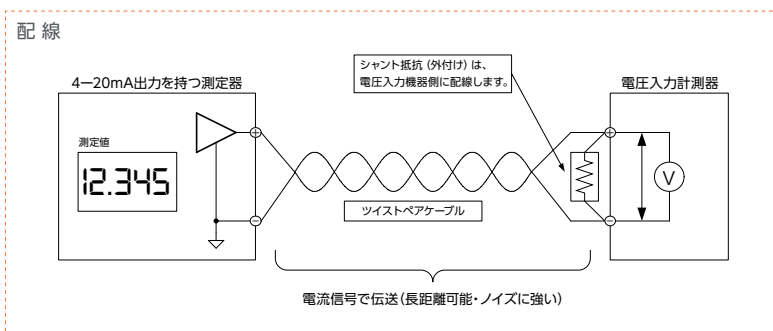 配 線
シャント抵抗（外付け）は、
電圧入力機器側に配線します。
4ー20mA出力を持つ測定器
電圧入力計測器
測定値
12.345
V
ツイストペアケーブル
電流信号で伝送（長距離可能・ノイズに強い）